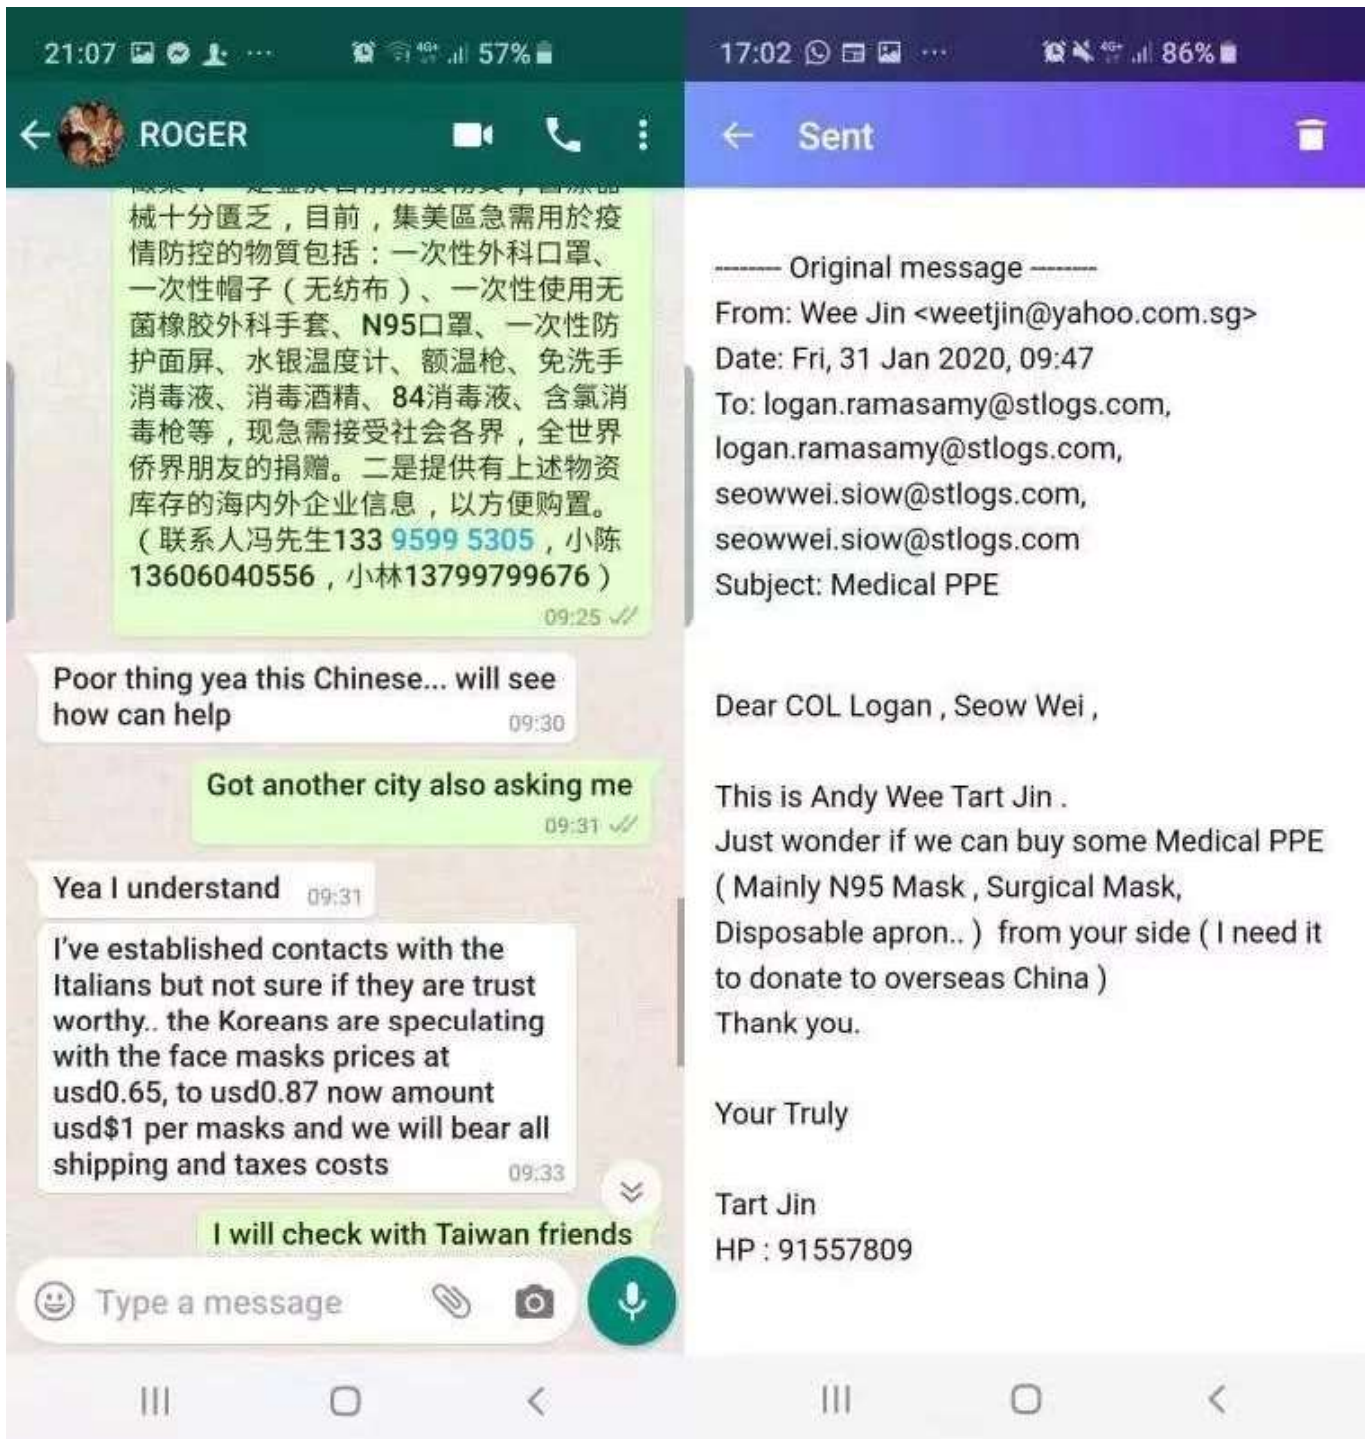 21:07
57%
ROGER
械十分匱乏，目前，集美區急需用於疫
情防控的物質包括：一次性外科口罩、
一次性帽子（无纺布）、一次性使用无
菌橡胶外科手套、N95口罩、一次性防
护面屏、水银温度计、额温枪、免洗手
消毒液、消毒酒精、84消毒液、含氯消
毒枪等，现急需接受社会各界，全世界
侨界朋友的捐赠。二是提供有上述物资
库存的海内外企业信息，以方便购置。
（联系人冯先生133 9599 5305，小陈
13606040556，小林13799799676）
09:25
Poor thing yea this Chinese... will see
how can help
09:30
Got another city also asking me
09:31
Yea I understand
09:31
I've established contacts with the
Italians but not sure if they are trust
worthy.. the Koreans are speculating
with the face masks prices at
usd0.65, to usd0.87 now amount
usd$1 per masks and we will bear all
shipping and taxes costs
09:33
I will check with Taiwan friends
Type a message
17:02
4G+
86%
Sent
-------- Original message --------
From: Wee Jin <weetjin@yahoo.com.sg>
Date: Fri, 31 Jan 2020, 09:47
To: logan.ramasamy@stlogs.com,
logan.ramasamy@stlogs.com,
seowwei.siow@stlogs.com,
seowwei.siow@stlogs.com
Subject: Medical PPE
Dear COL Logan , Seow Wei ,
This is Andy Wee Tart Jin .
Just wonder if we can buy some Medical PPE
( Mainly N95 Mask , Surgical Mask,
Disposable apron.. )  from your side ( I need it
to donate to overseas China )
Thank you.
Your Truly
Tart Jin
HP : 91557809